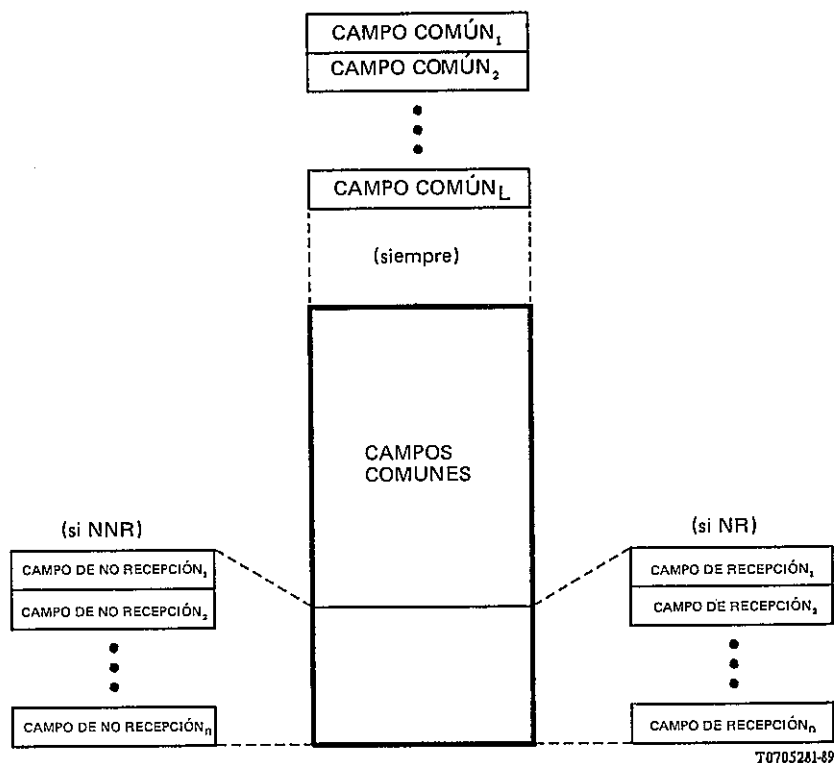 CAMPO COMÚN₁
CAMPO COMÚN₂
CAMPO COMÚN_L
(siempre)
CAMPOS
COMUNES
(si NNR)
CAMPO DE NO RECEPCIÓN₁
CAMPO DE NO RECEPCIÓN₂
CAMPO DE NO RECEPCIÓNₙ
(si NR)
CAMPO DE RECEPCIÓN₁
CAMPO DE RECEPCIÓN₂
CAMPO DE RECEPCIÓNₙ
T0705281-89